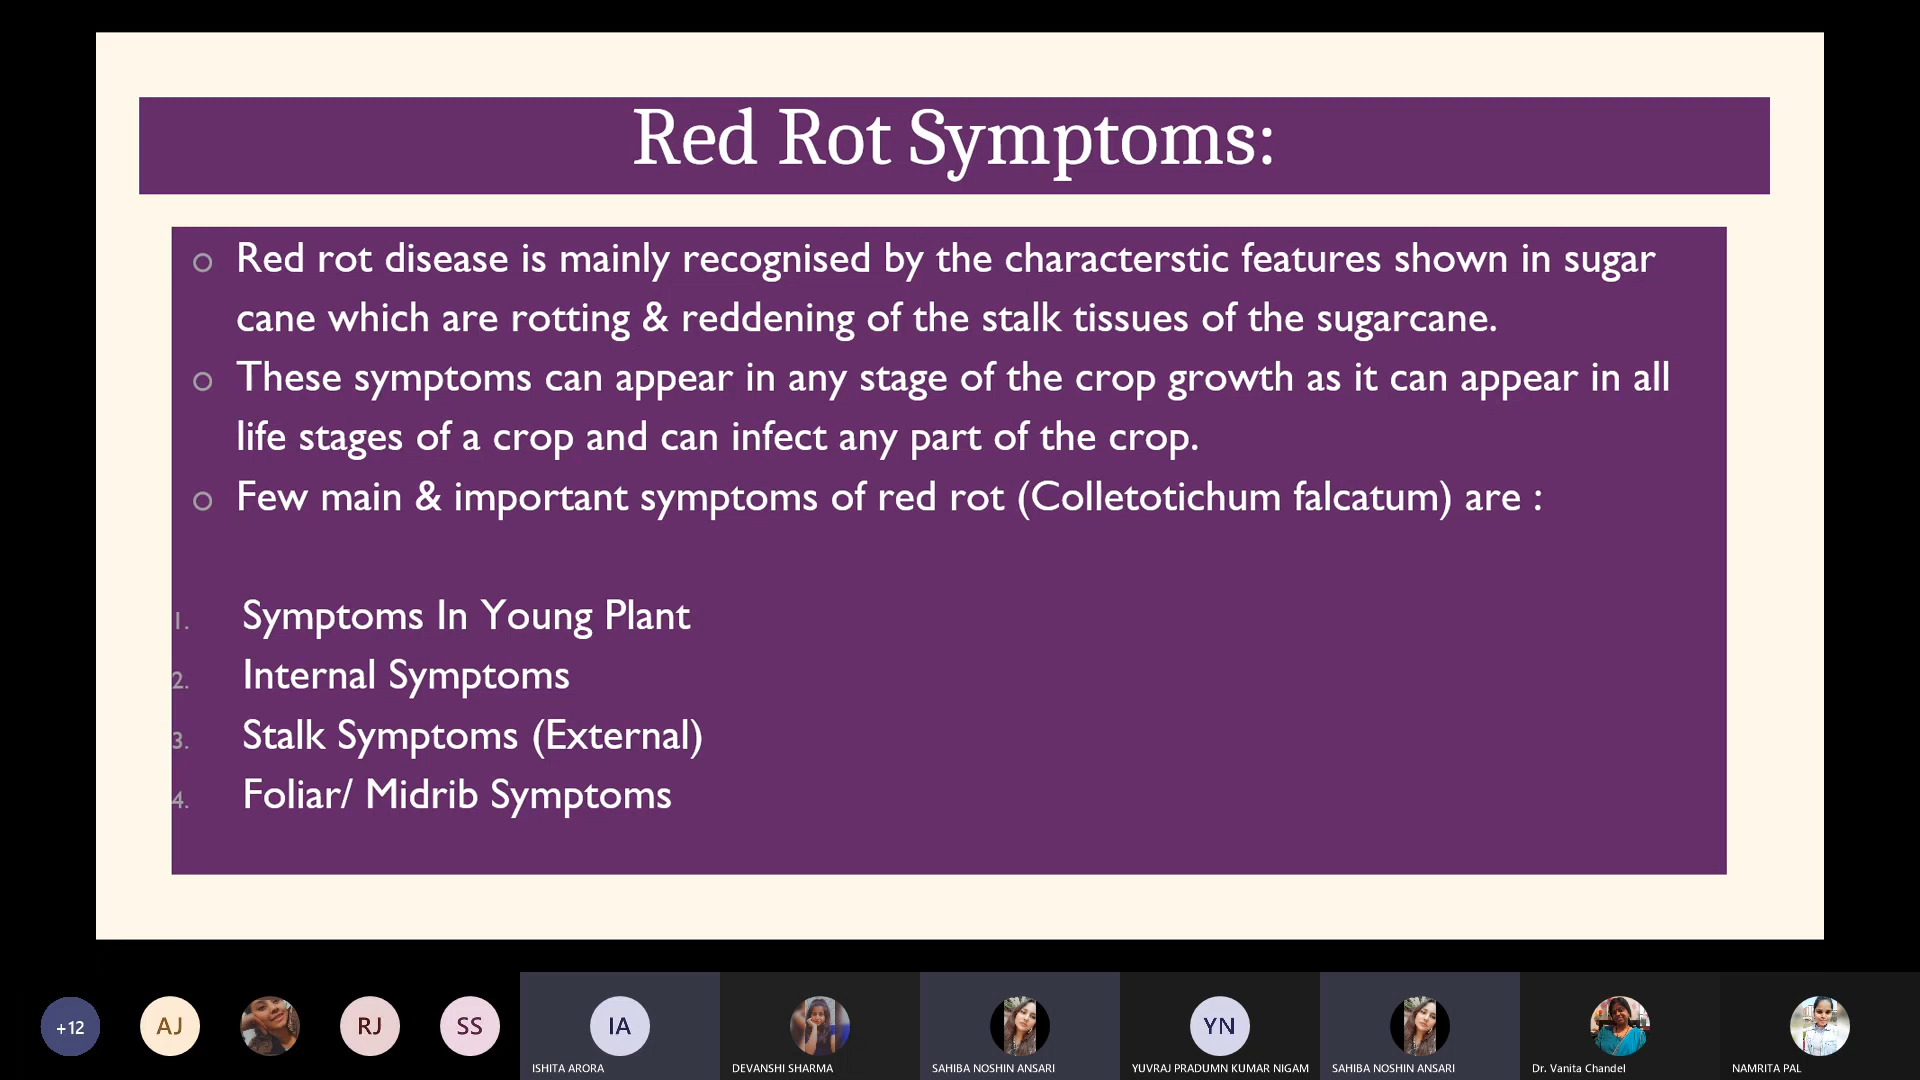 Red Rot Symptoms:
Red rot disease is mainly recognised by the characterstic features shown in sugar
cane which are rotting & reddening of the stalk tissues of the sugarcane.
These symptoms can appear in any stage of the crop growth as it can appear in all
life stages of a crop and can infect any part of the crop.
Few main & important symptoms of red rot (Colletotichum falcatum) are :
1. Symptoms In Young Plant
2. Internal Symptoms
3. Stalk Symptoms (External)
4. Foliar/ Midrib Symptoms
+12 AJ RJ SS IA YN
ISHITA ARORA DEVANSHI SHARMA SAHIBA NOSHIN ANSARI YUVRAJ PRADUMN KUMAR NIGAM SAHIBA NOSHIN ANSARI Dr. Vanita Chandel NAMRITA PAL